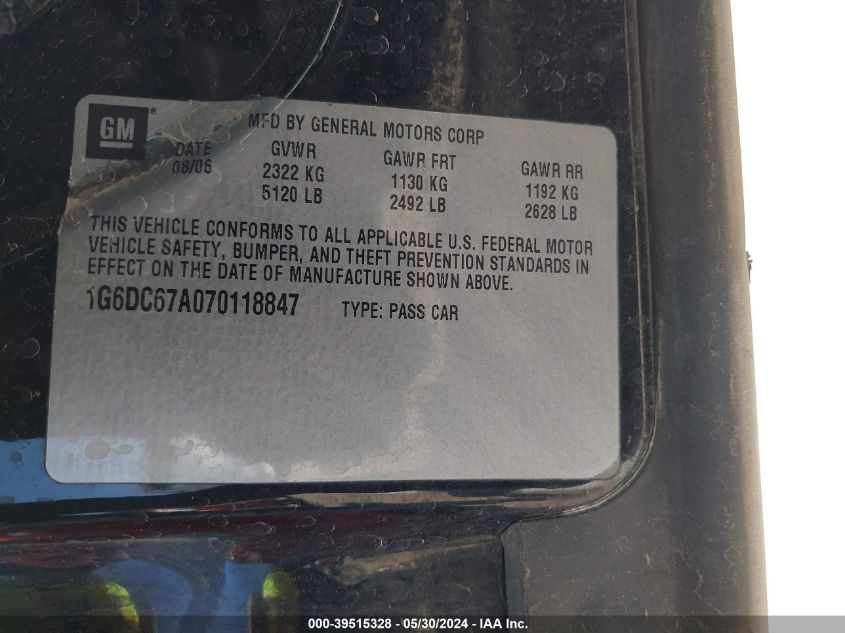 GM ® MFD BY GENERAL MOTORS CORP
DATE GVWR GAWR FRT GAWR RR
08/06 2322 KG 1130 KG 1192 KG
5120 LB 2492 LB 2628 LB
THIS VEHICLE CONFORMS TO ALL APPLICABLE U.S. FEDERAL MOTOR
VEHICLE SAFETY, BUMPER, AND THEFT PREVENTION STANDARDS IN
EFFECT ON THE DATE OF MANUFACTURE SHOWN ABOVE.
1G6DC67A070118847 TYPE: PASS CAR
000-39515328 - 05/30/2024 - IAA Inc.